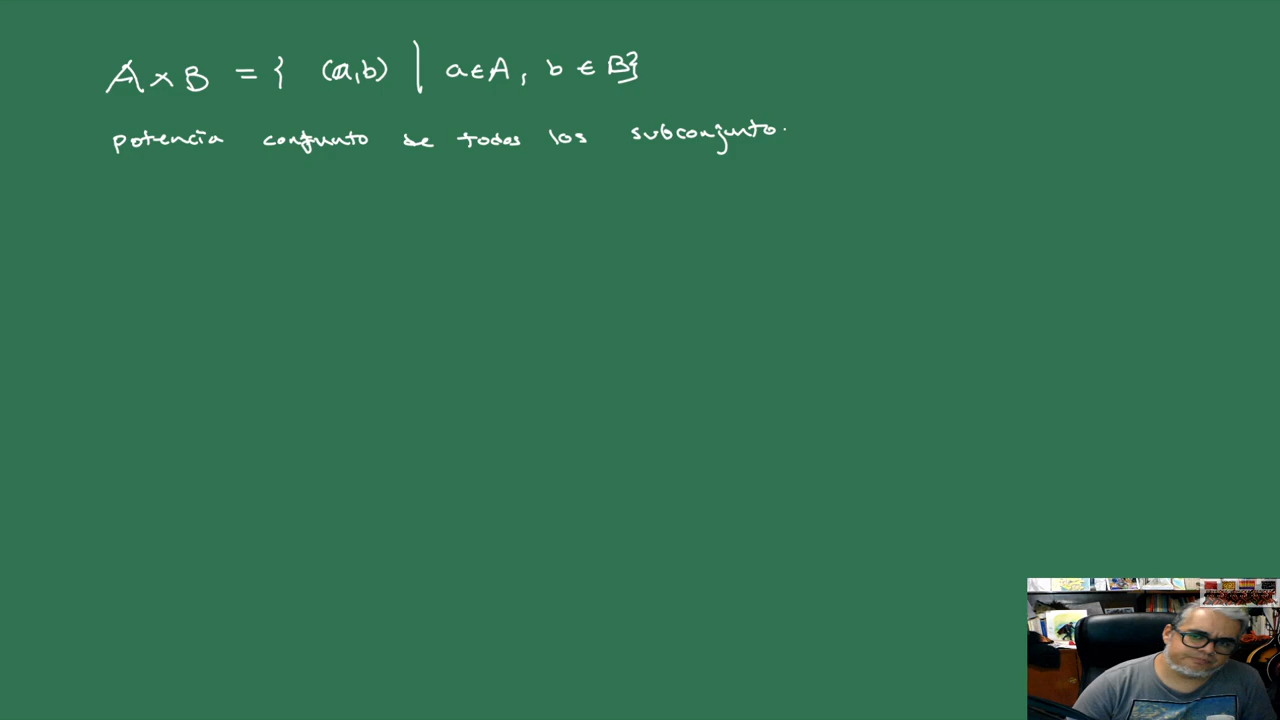 A × B = { (a,b) | a ∈ A, b ∈ B}
potencia conjunto de todos los subconjunto.